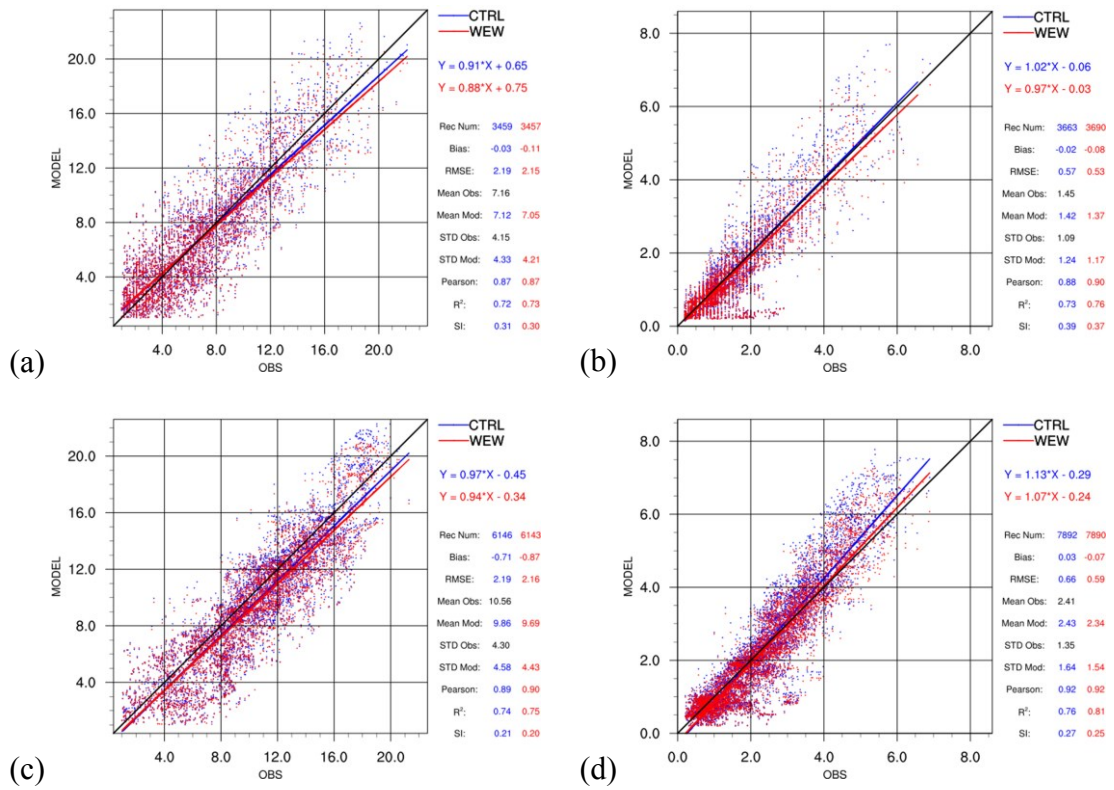 CTRL
WEW
Y = 0.91*X + 0.65
Y = 0.88*X + 0.75
Rec Num: 3459 3457
Bias: -0.03 -0.11
RMSE: 2.19 2.15
Mean Obs: 7.16
Mean Mod: 7.12 7.05
STD Obs: 4.15
STD Mod: 4.33 4.21
Pearson: 0.87 0.87
R²: 0.72 0.73
SI: 0.31 0.30
MODEL
20.0
16.0
12.0
8.0
4.0
4.0 8.0 12.0 16.0 20.0
OBS
(a)
CTRL
WEW
Y = 1.02*X - 0.06
Y = 0.97*X - 0.03
Rec Num: 3663 3690
Bias: -0.02 -0.08
RMSE: 0.57 0.53
Mean Obs: 1.45
Mean Mod: 1.42 1.37
STD Obs: 1.09
STD Mod: 1.24 1.17
Pearson: 0.88 0.90
R²: 0.73 0.76
SI: 0.39 0.37
MODEL
8.0
6.0
4.0
2.0
0.0
0.0 2.0 4.0 6.0 8.0
OBS
(b)
CTRL
WEW
Y = 0.97*X - 0.45
Y = 0.94*X - 0.34
Rec Num: 6146 6143
Bias: -0.71 -0.87
RMSE: 2.19 2.16
Mean Obs: 10.56
Mean Mod: 9.86 9.69
STD Obs: 4.30
STD Mod: 4.58 4.43
Pearson: 0.89 0.90
R²: 0.74 0.75
SI: 0.21 0.20
MODEL
20.0
16.0
12.0
8.0
4.0
4.0 8.0 12.0 16.0 20.0
OBS
(c)
CTRL
WEW
Y = 1.13*X - 0.29
Y = 1.07*X - 0.24
Rec Num: 7892 7890
Bias: 0.03 -0.07
RMSE: 0.66 0.59
Mean Obs: 2.41
Mean Mod: 2.43 2.34
STD Obs: 1.35
STD Mod: 1.64 1.54
Pearson: 0.92 0.92
R²: 0.76 0.81
SI: 0.27 0.25
MODEL
8.0
6.0
4.0
2.0
0.0
0.0 2.0 4.0 6.0 8.0
OBS
(d)